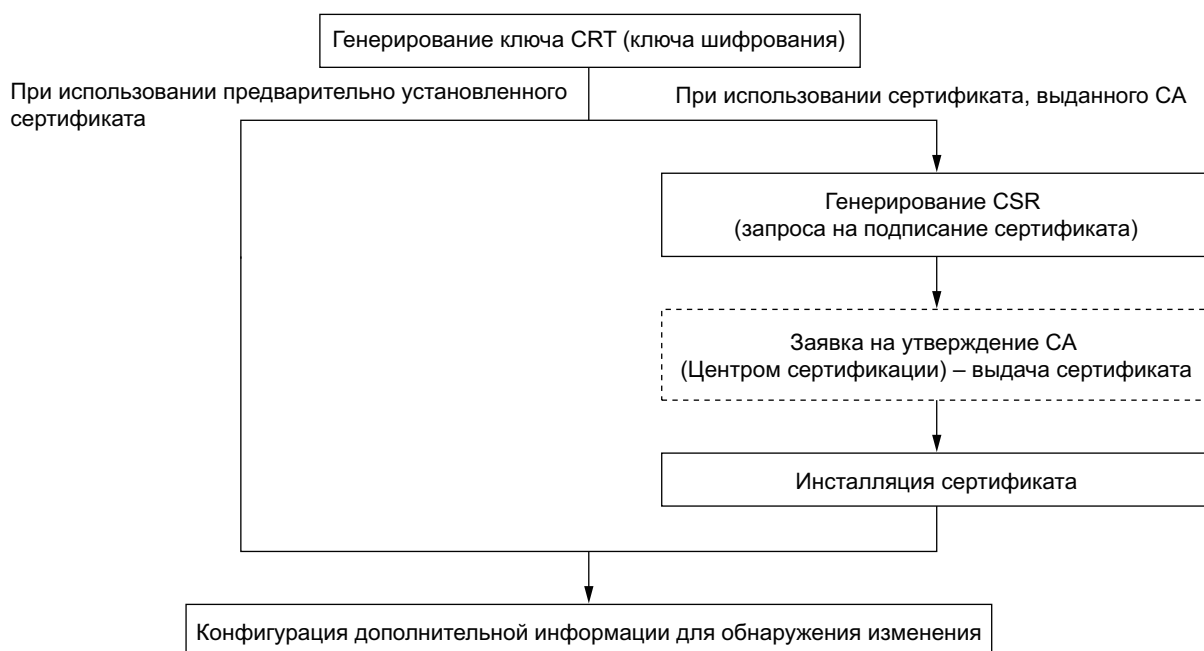 Генерирование ключа CRT (ключа шифрования)
При использовании предварительно установленного
сертификата
При использовании сертификата, выданного CA
Генерирование CSR
(запроса на подписание сертификата)
Заявка на утверждение CA
(Центром сертификации) – выдача сертификата
Инсталляция сертификата
Конфигурация дополнительной информации для обнаружения изменения